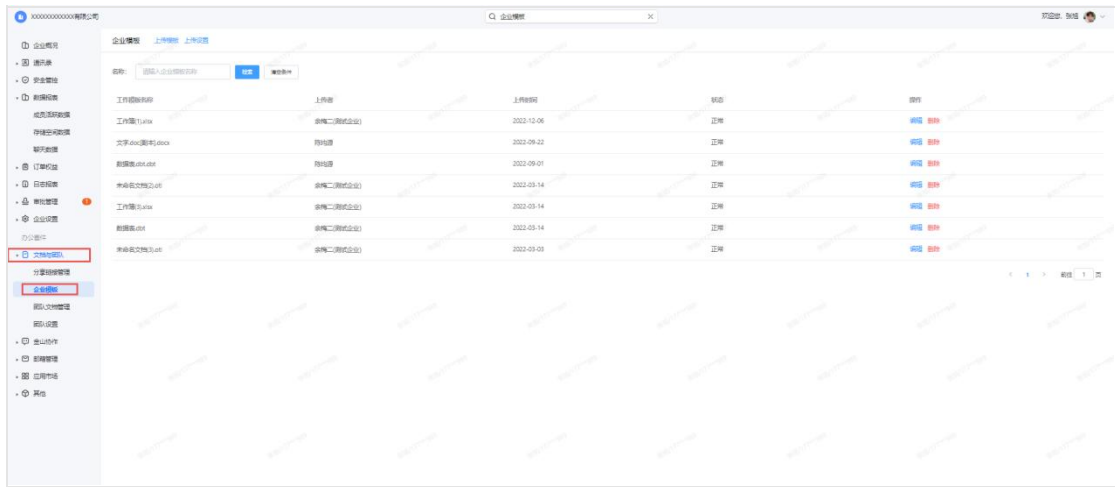 XXXXXXXXXXXX有限公司
企业模板
欢迎您, 张旭
企业概况
通讯录
安全管控
数据报表
成员活跃数据
存储空间数据
聊天数据
订单权益
日志报表
审批管理 1
企业设置
办公套件
文档与团队
分享链接管理
企业模板
团队文档管理
团队设置
金山协作
邮箱管理
应用市场
其他
企业模板 上传模板 上传设置
名称: 请输入企业模板名称 检索 清空条件
工作模板名称 上传者 上传时间 状态 操作
工作簿(1).xlsx 余梅二(测试企业) 2022-12-06 正常 编辑 删除
文字.doc[副本].docx 2022-09-22 正常 编辑 删除
数据表.dbt.dbt 2022-09-01 正常 编辑 删除
未命名文档(2).otl 余梅二(测试企业) 2022-03-14 正常 编辑 删除
工作簿(3).xlsx 余梅二(测试企业) 2022-03-14 正常 编辑 删除
数据表.dbt 余梅二(测试企业) 2022-03-14 正常 编辑 删除
未命名文档(3).otl 余梅二(测试企业) 2022-03-03 正常 编辑 删除
1 前往 1 页